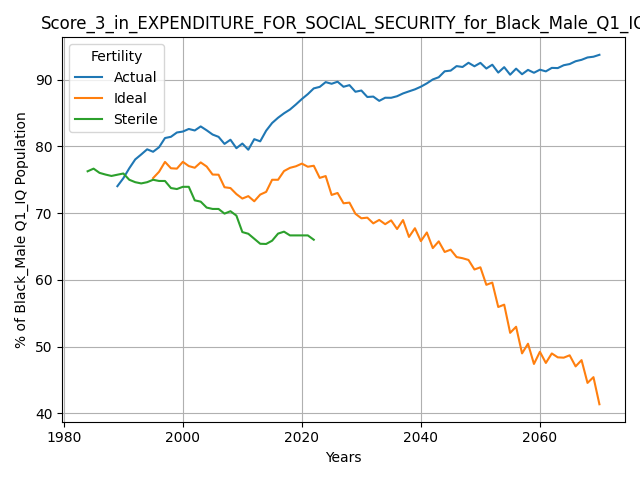 Score_3_in_EXPENDITURE_FOR_SOCIAL_SECURITY_for_Black_Male_Q1_IQ
Fertility
Actual
Ideal
Sterile
% of Black_Male Q1_IQ Population
90
80
70
60
50
40
1980
2000
2020
2040
2060
Years